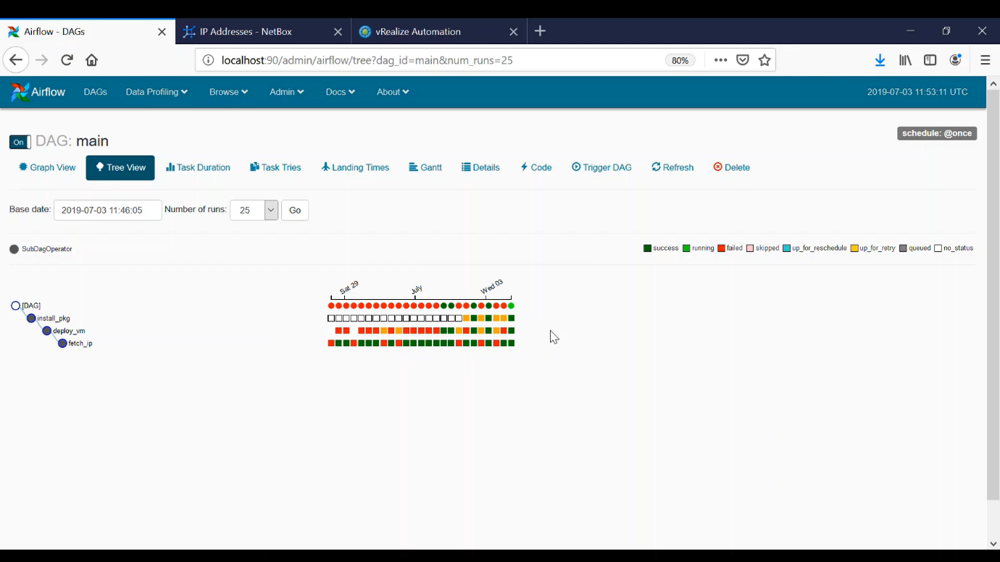 Airflow - DAGs
IP Addresses - NetBox
vRealize Automation
localhost:90/admin/airflow/tree?dag_id=main&num_runs=25
80%
Airflow DAGs Data Profiling Browse Admin Docs About 2019-07-03 11:53:11 UTC
On DAG: main schedule: @once
Graph View Tree View Task Duration Task Tries Landing Times Gantt Details Code Trigger DAG Refresh Delete
Base date: 2019-07-03 11:46:05 Number of runs: 25 Go
SubDagOperator success running failed skipped up_for_reschedule up_for_retry queued no_status
Sat 29 July Wed 03
[DAG]
install_pkg
deploy_vm
fetch_ip